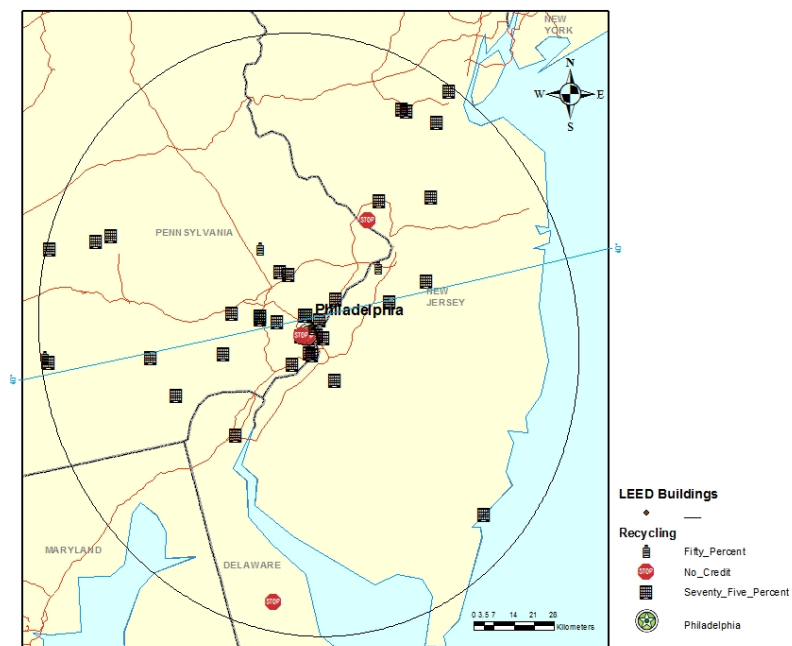 NEW
YORK
N
W E
S
STOP
PENNSYLVANIA
40°
NEW
JERSEY
Philadelphia
STOP
40°
LEED Buildings
Recycling
Fifty_Percent
STOP No_Credit
Seventy_Five_Percent
Philadelphia
MARYLAND
DELAWARE
STOP
0 3.5 7 14 21 28
Kilometers